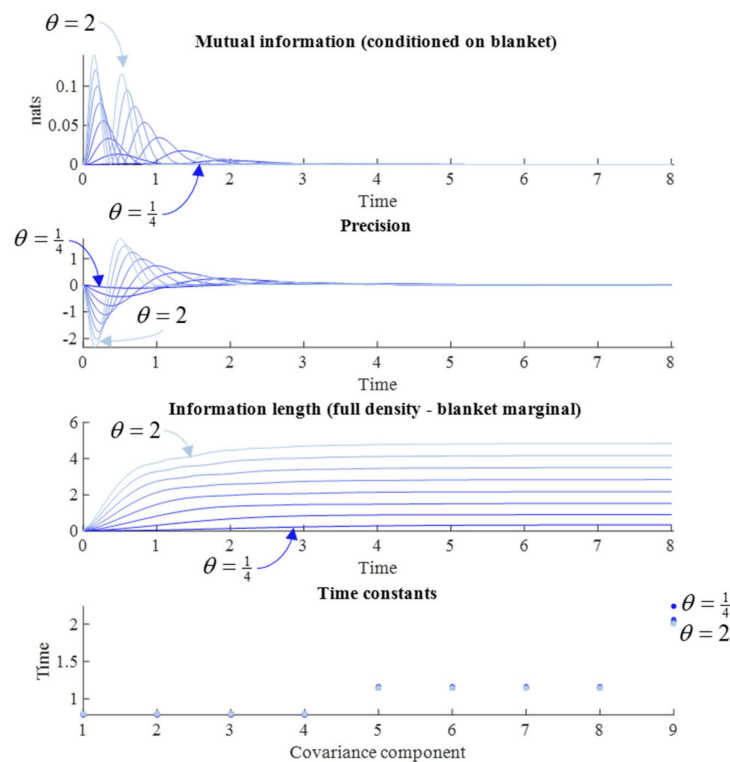 θ = 2
Mutual information (conditioned on blanket)
nats
0.1
0.05
0
0 1 2 3 4 5 6 7 8
Time
θ = 1/4
Precision
θ = 1/4
1
0
-1
-2
θ = 2
0 1 2 3 4 5 6 7 8
Time
Information length (full density - blanket marginal)
6
4
2
0
θ = 2
0 1 2 3 4 5 6 7 8
θ = 1/4
Time
Time constants
Time
2
1.5
1
θ = 1/4
θ = 2
1 2 3 4 5 6 7 8 9
Covariance component